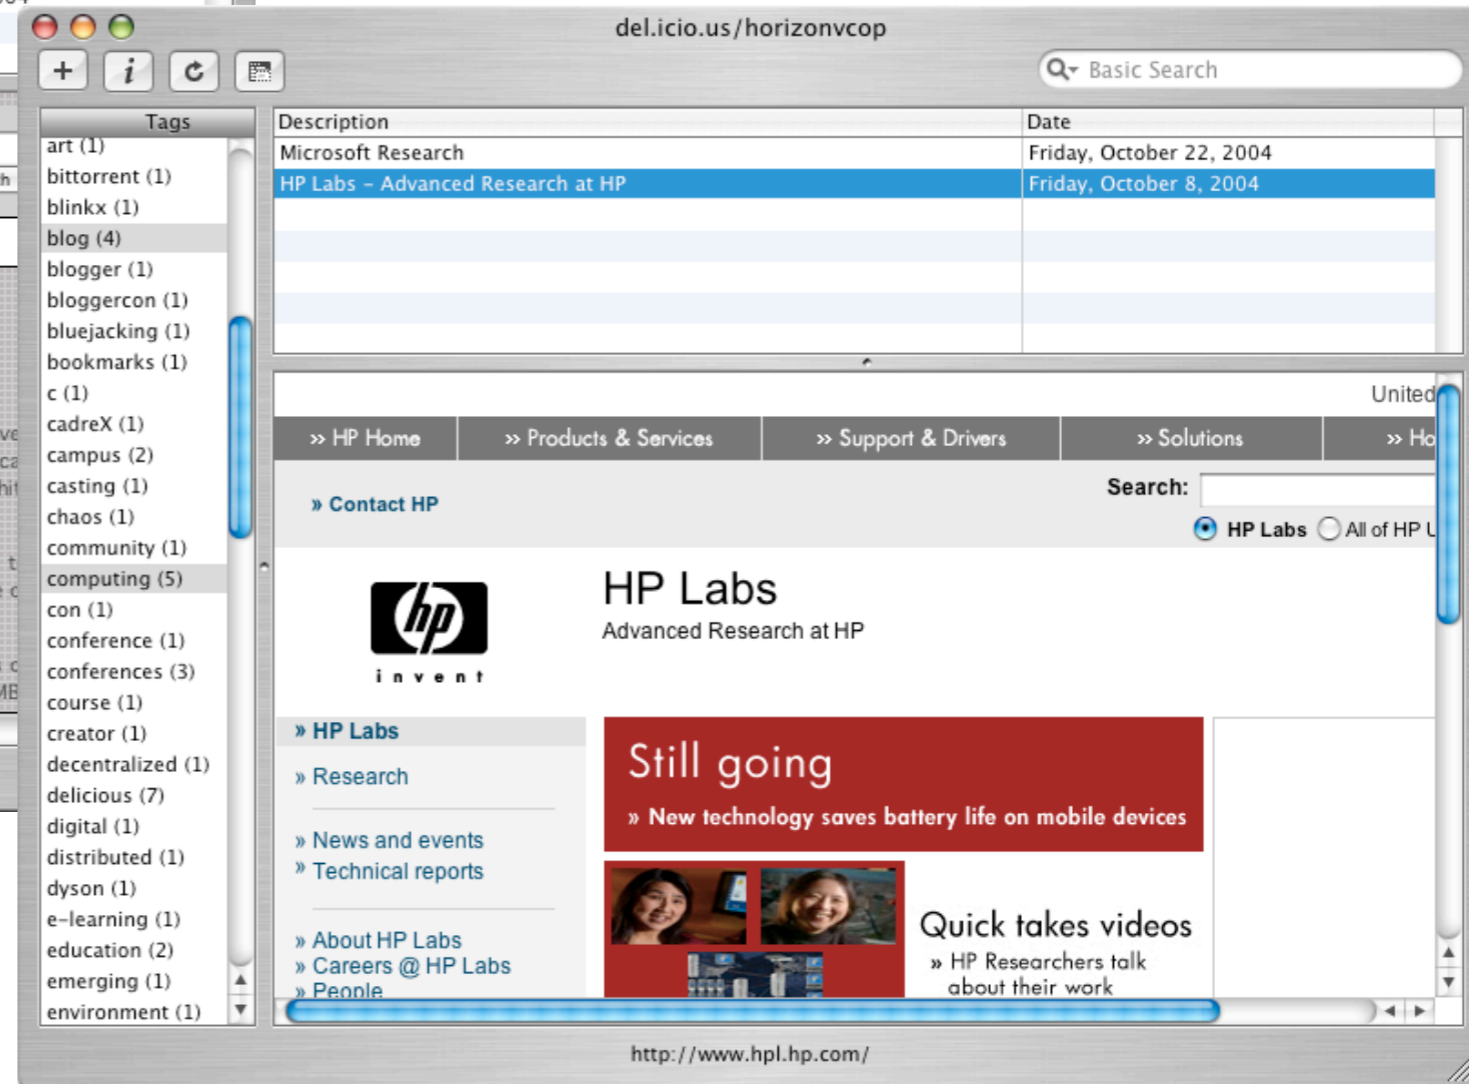 del.icio.us/horizonvcop
Basic Search
Tags
art (1)
bittorrent (1)
blinkx (1)
blog (4)
blogger (1)
bloggercon (1)
bluejacking (1)
bookmarks (1)
c (1)
cadreX (1)
campus (2)
casting (1)
chaos (1)
community (1)
computing (5)
con (1)
conference (1)
conferences (3)
course (1)
creator (1)
decentralized (1)
delicious (7)
digital (1)
distributed (1)
dyson (1)
e-learning (1)
education (2)
emerging (1)
environment (1)
Description Date
Microsoft Research Friday, October 22, 2004
HP Labs – Advanced Research at HP Friday, October 8, 2004
United
» HP Home » Products & Services » Support & Drivers » Solutions » Ho
» Contact HP
Search:
HP Labs All of HP U
hp
invent
HP Labs
Advanced Research at HP
» HP Labs
» Research
» News and events
» Technical reports
» About HP Labs
» Careers @ HP Labs
» People
Still going
» New technology saves battery life on mobile devices
Quick takes videos
» HP Researchers talk
about their work
http://www.hpl.hp.com/